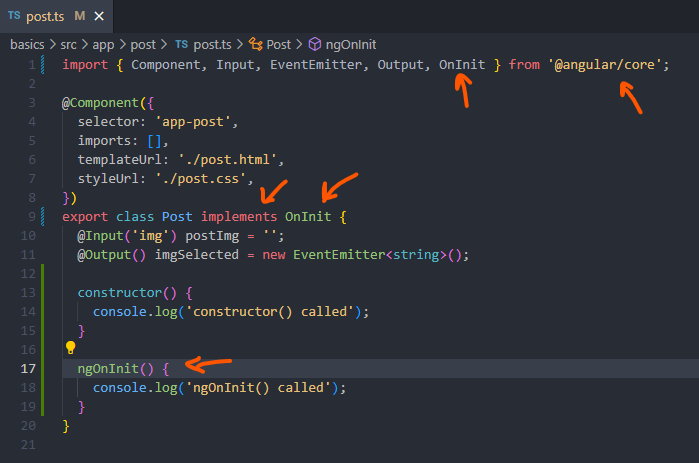 TS post.ts M ×
basics > src > app > post > TS post.ts > Post > ngOnInit
1 import { Component, Input, EventEmitter, Output, OnInit } from '@angular/core';
2
3 @Component({
4   selector: 'app-post',
5   imports: [],
6   templateUrl: './post.html',
7   styleUrl: './post.css',
8 })
9 export class Post implements OnInit {
10   @Input('img') postImg = '';
11   @Output() imgSelected = new EventEmitter<string>();
12
13   constructor() {
14     console.log('constructor() called');
15   }
16
17   ngOnInit() {
18     console.log('ngOnInit() called');
19   }
20 }
21